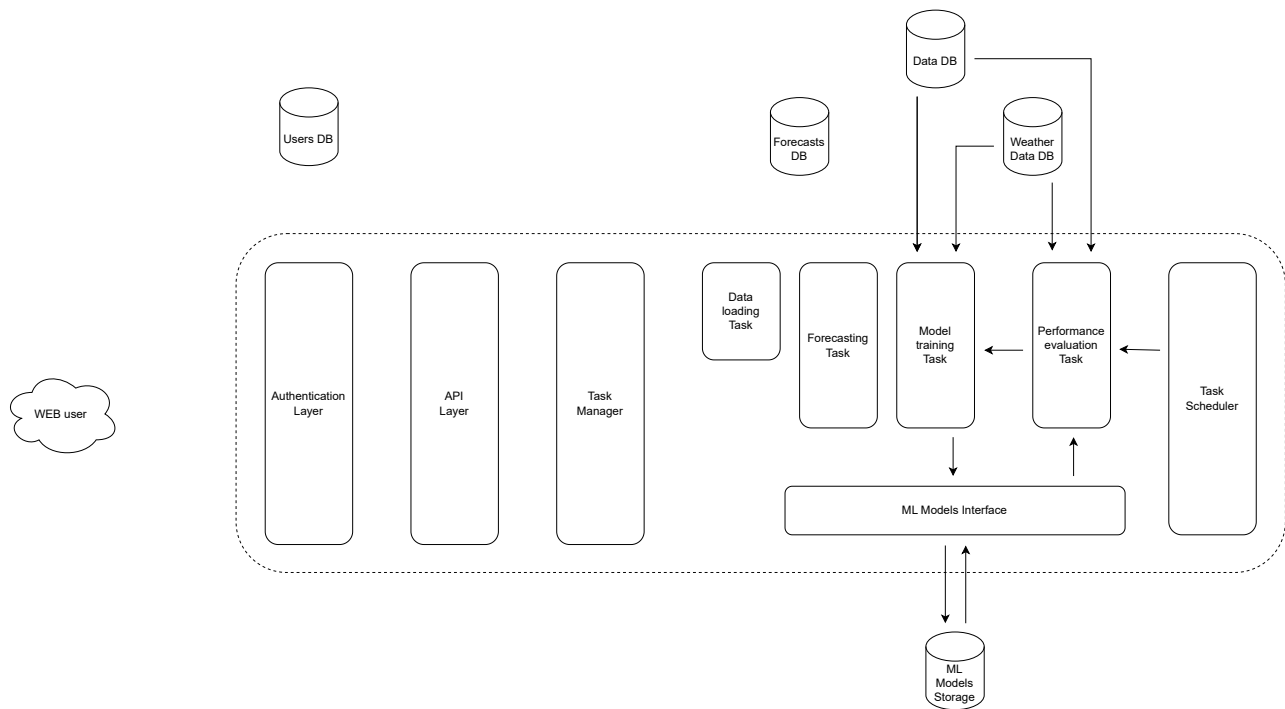 Data DB
Users DB
Forecasts
DB
Weather
Data DB
Data
loading
Task
Forecasting
Task
Model
training
Task
Performance
evaluation
Task
WEB user
Authentication
Layer
API
Layer
Task
Manager
Task
Scheduler
ML Models Interface
ML
Models
Storage